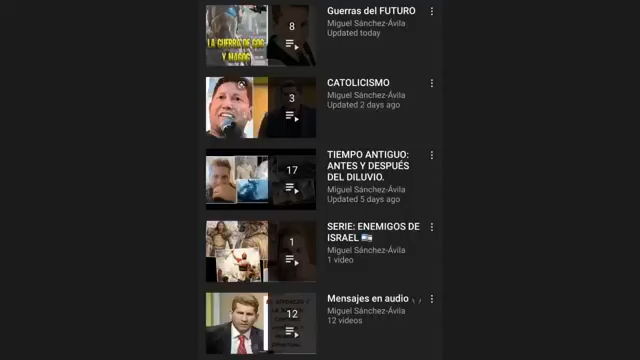 Guerras del FUTURO
Miguel Sánchez-Ávila
Updated today
8
LA GUERRA DE GOG
Y MAGOG
CATOLICISMO
Miguel Sánchez-Ávila
Updated 2 days ago
3
TIEMPO ANTIGUO:
ANTES Y DESPUÉS
DEL DILUVIO.
Miguel Sánchez-Ávila
Updated 5 days ago
17
SERIE: ENEMIGOS DE
ISRAEL 🇮🇱
Miguel Sánchez-Ávila
1 video
1
Mensajes en audio
Miguel Sánchez-Ávila
12 videos
12